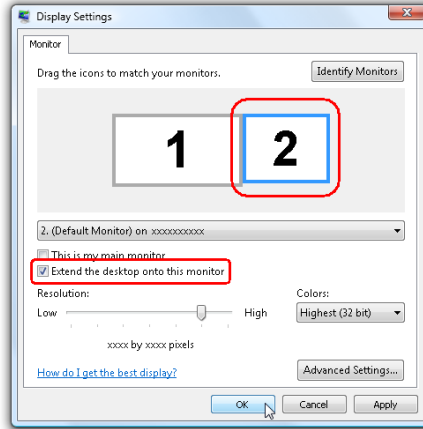 Display Settings
Monitor
Drag the icons to match your monitors.
Identify Monitors
1
2
2. (Default Monitor) on xxxxxxxxxx
This is my main monitor
Extend the desktop onto this monitor
Resolution:
Colors:
Low
High
Highest (32 bit)
xxxx by xxxx pixels
How do I get the best display?
Advanced Settings...
OK
Cancel
Apply